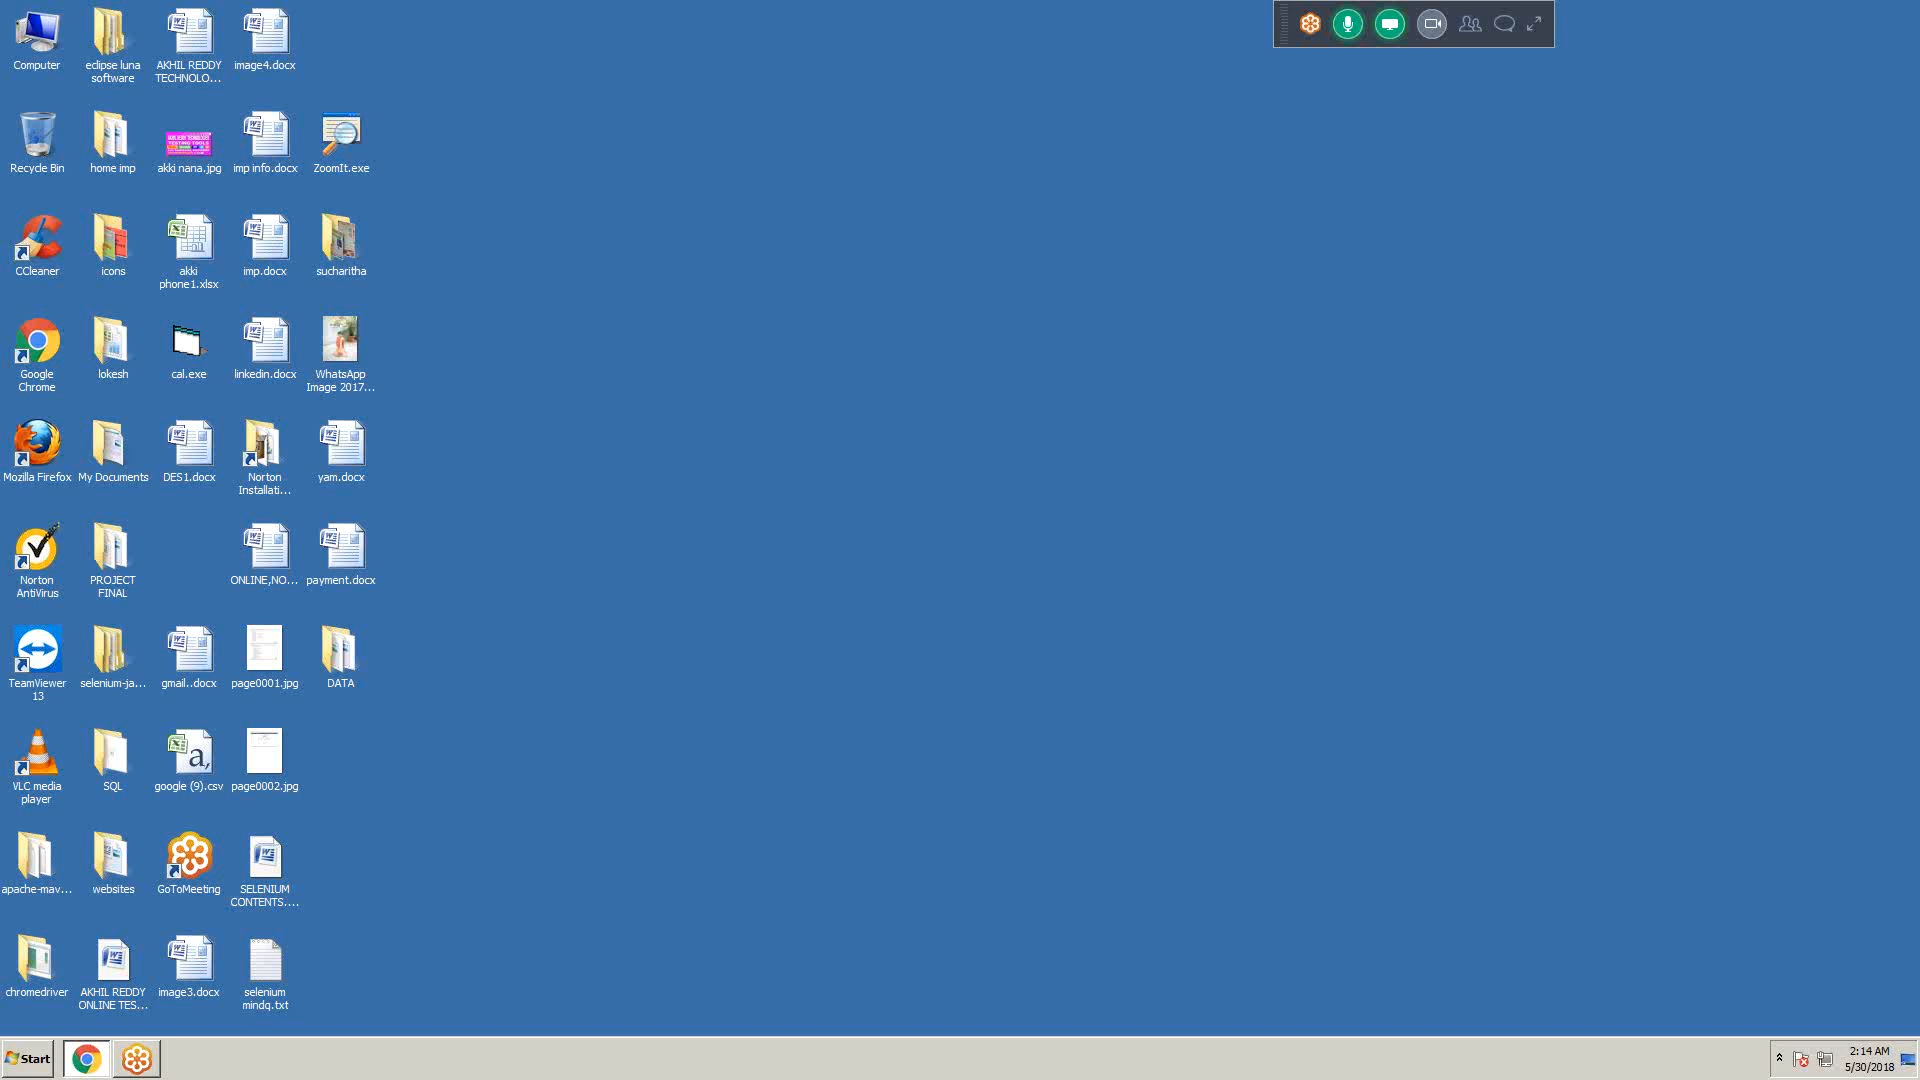 Computer
eclipse luna
software
AKHIL REDDY
TECHNOLO...
image4.docx
Recycle Bin
home imp
akki nana.jpg
imp info.docx
ZoomIt.exe
CCleaner
icons
akki
phone1.xlsx
imp.docx
sucharitha
Google
Chrome
lokesh
cal.exe
linkedin.docx
WhatsApp
Image 2017...
Mozilla Firefox
My Documents
DES1.docx
Norton
Installati...
yam.docx
Norton
AntiVirus
PROJECT
FINAL
ONLINE,NO...
payment.docx
TeamViewer
13
selenium-ja...
gmail..docx
page0001.jpg
DATA
VLC media
player
SQL
google (9).csv
page0002.jpg
apache-mav...
websites
GoToMeeting
SELENIUM
CONTENTS....
chromedriver
AKHIL REDDY
ONLINE TES...
image3.docx
selenium
mindq.txt
Start
2:14 AM
5/30/2018